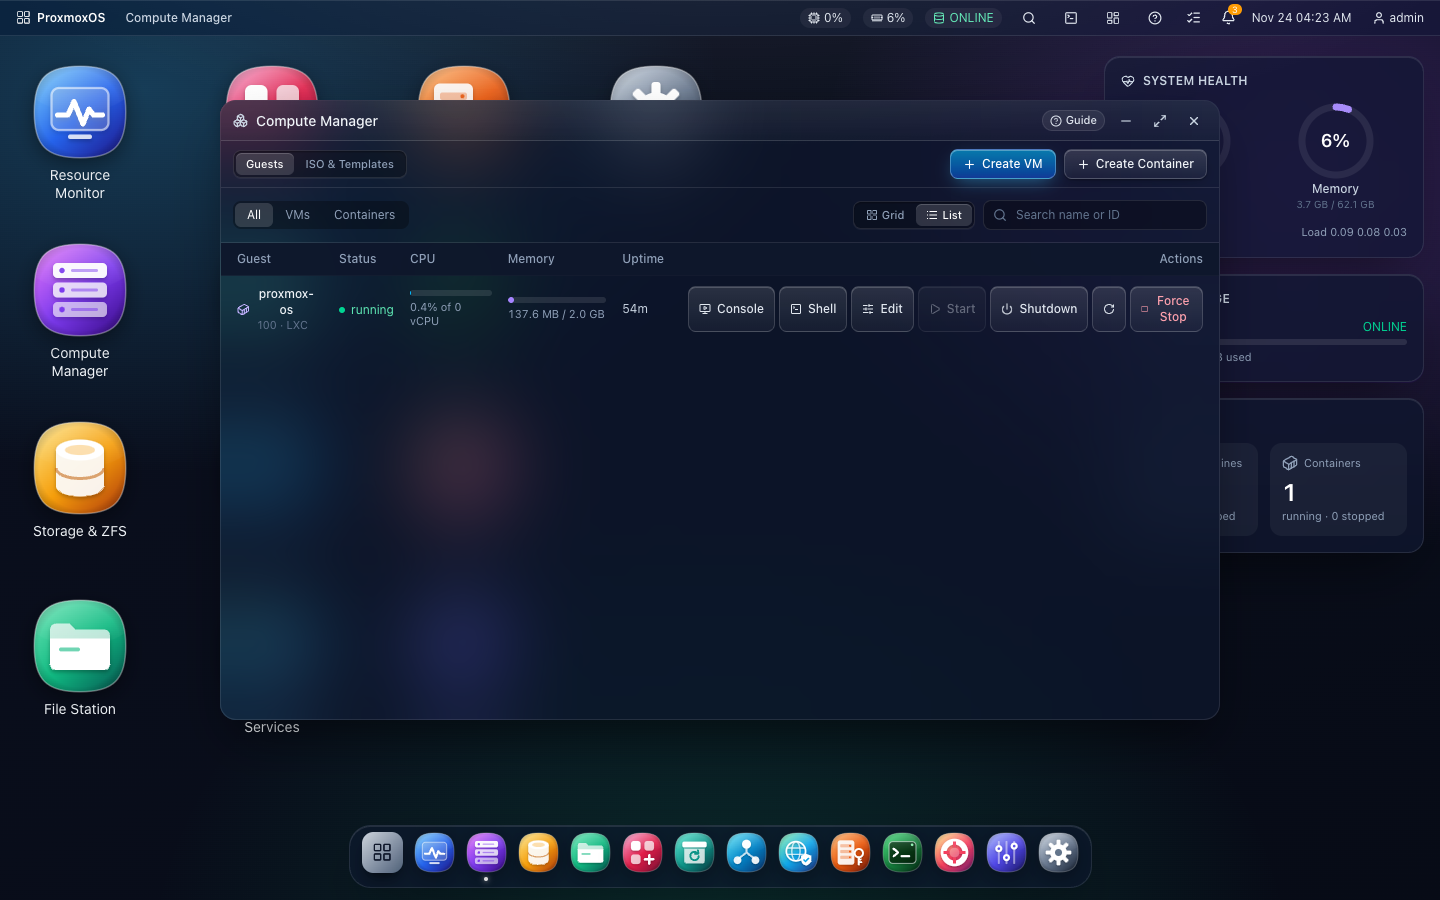 ProxmoxOS Compute Manager 0% 6% ONLINE 3 Nov 24 04:23 AM admin
Resource
Monitor
Compute
Manager
Storage & ZFS
File Station
Services
Compute Manager Guide
Guests ISO & Templates Create VM Create Container
All VMs Containers Grid List Search name or ID
Guest Status CPU Memory Uptime Actions
proxmox-
os
100 · LXC
running
0.4% of 0
vCPU
137.6 MB / 2.0 GB
54m
Console Shell Edit Start Shutdown
Force
Stop
SYSTEM HEALTH
6%
Memory
3.7 GB / 62.1 GB
Load 0.09 0.08 0.03
ONLINE
used
Containers
1
running · 0 stopped